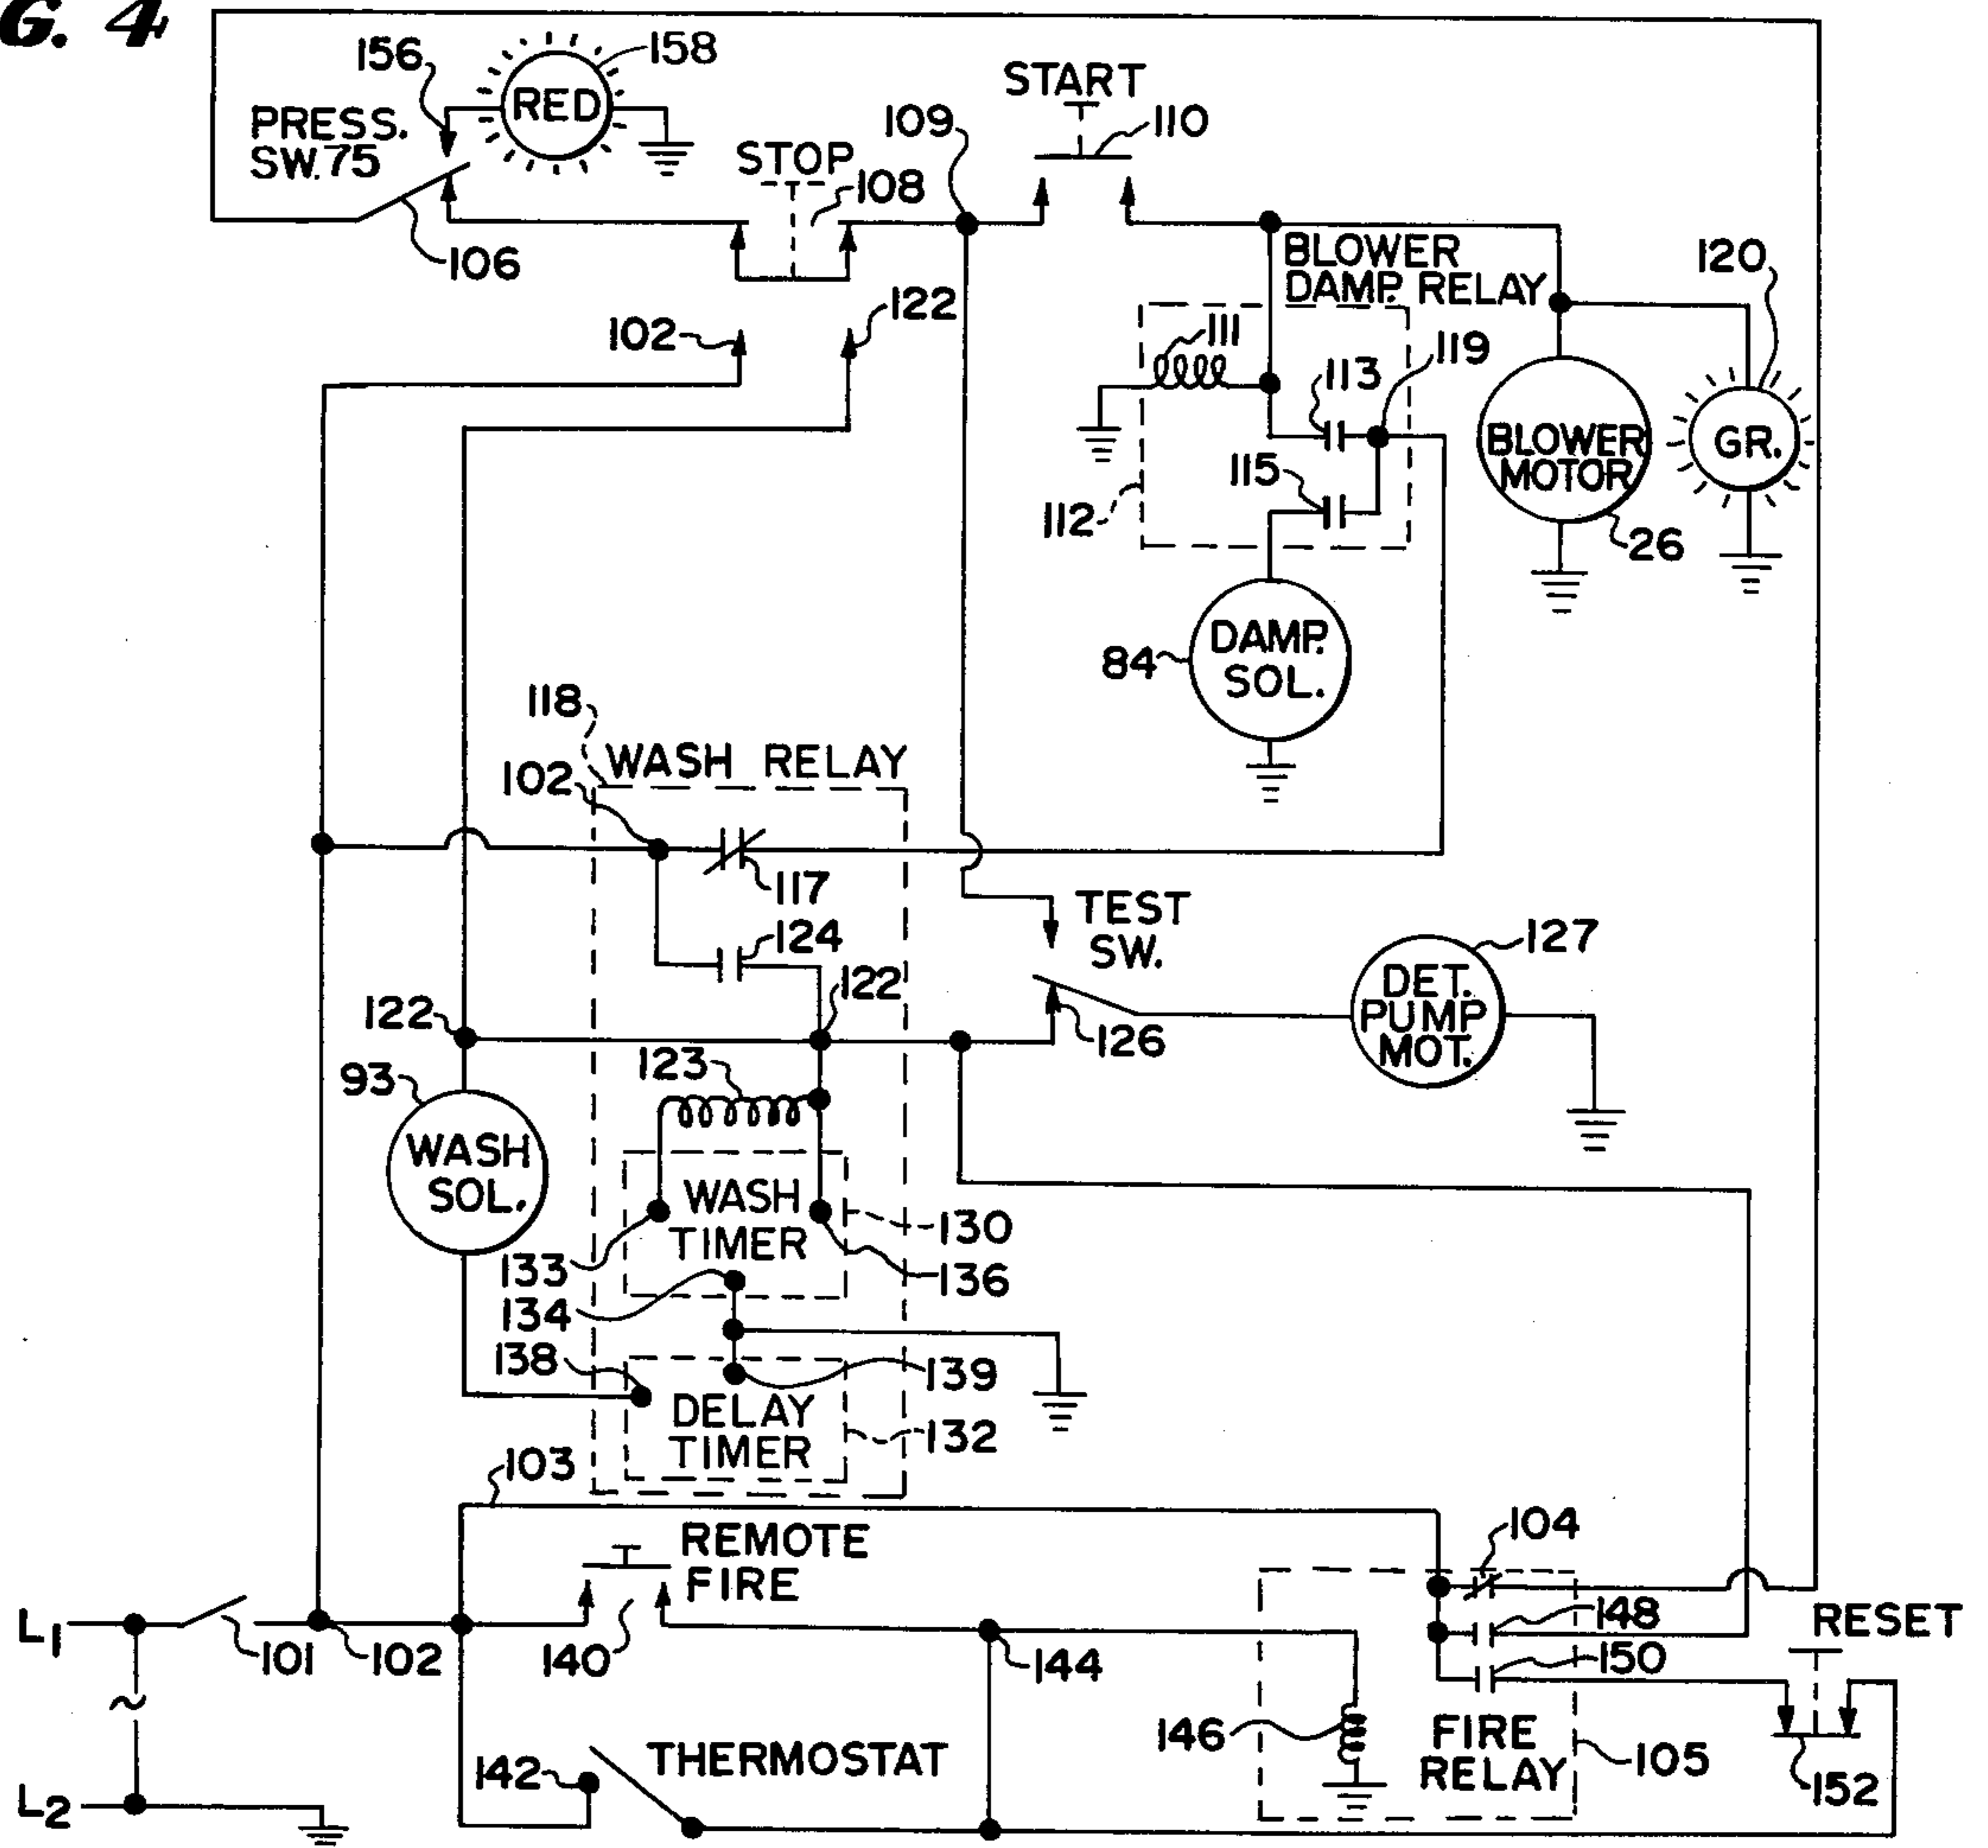 G. 4
156
158
RED
PRESS.
SW. 75
106
STOP
108
109
START
110
102
122
BLOWER
DAMP. RELAY
111
113
119
115
112
120
BLOWER
MOTOR
GR.
26
DAMP.
SOL.
84
118
WASH RELAY
102
117
124
122
122
TEST
SW.
126
127
DET.
PUMP
MOT.
93
WASH
SOL.
123
WASH
TIMER
130
133
136
134
138
139
DELAY
TIMER
132
103
REMOTE
FIRE
104
L1
101
102
140
144
148
150
RESET
146
FIRE
RELAY
105
152
142
THERMOSTAT
L2